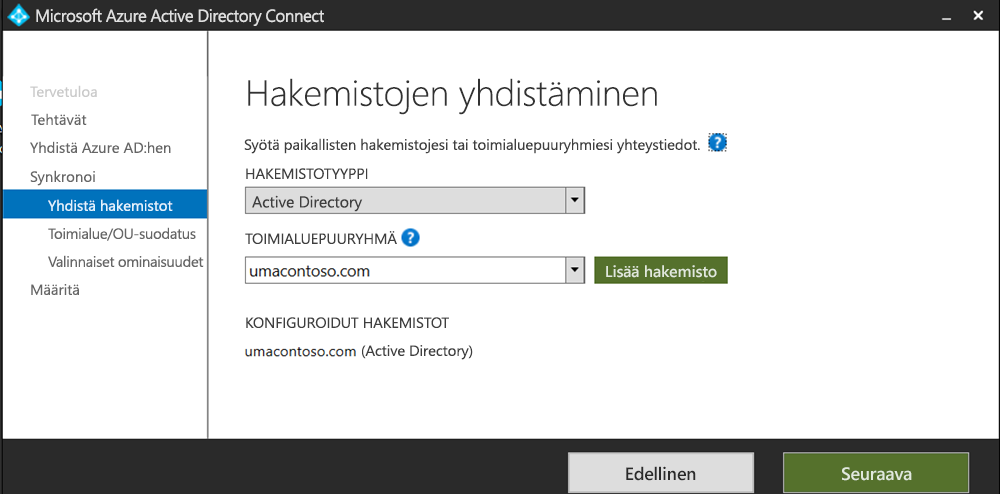 Microsoft Azure Active Directory Connect
Tervetuloa
Tehtävät
Yhdistä Azure AD:hen
Synkronoi
Yhdistä hakemistot
Toimialue/OU-suodatus
Valinnaiset ominaisuudet
Määritä
Hakemistojen yhdistäminen
Syötä paikallisten hakemistojesi tai toimialuepuuryhmiesi yhteystiedot. ?
HAKEMISTOTYYPPI
Active Directory
TOIMIALUEPUURYHMÄ ?
umacontoso.com
Lisää hakemisto
KONFIGUROIDUT HAKEMISTOT
umacontoso.com (Active Directory)
Edellinen
Seuraava